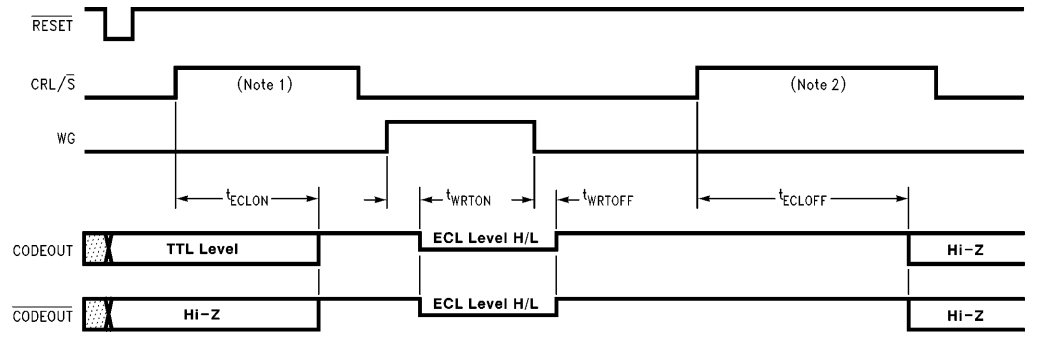 RESET
CRL/S
(Note 1)
(Note 2)
WG
tECLON
tWRTON
tWRTOFF
tECLOFF
CODEOUT
TTL Level
ECL Level H/L
Hi-Z
CODEOUT
Hi-Z
ECL Level H/L
Hi-Z